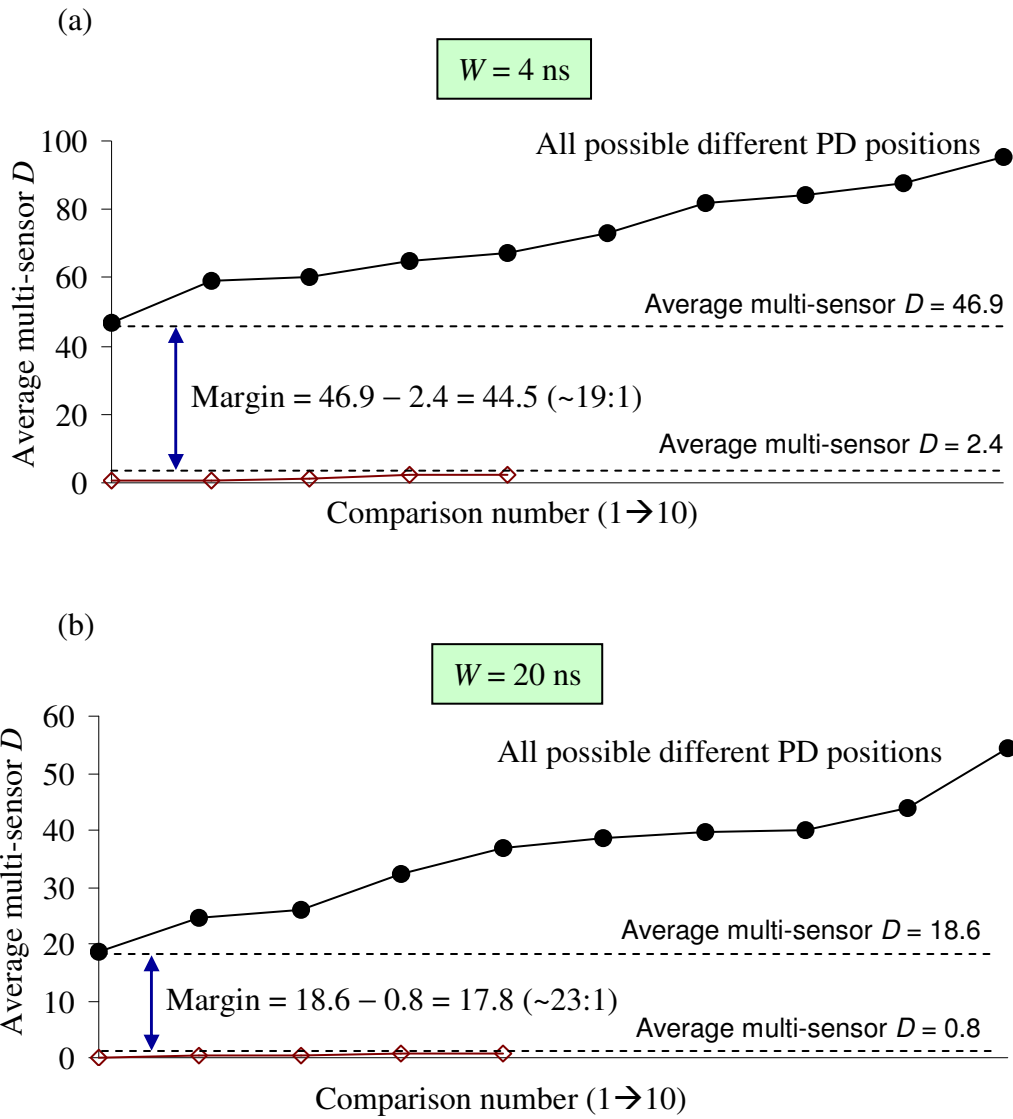 (a)
W = 4 ns
Average multi-sensor D
100
80
60
40
20
0
All possible different PD positions
Average multi-sensor D = 46.9
Margin = 46.9 − 2.4 = 44.5 (~19:1)
Average multi-sensor D = 2.4
Comparison number (1→10)
(b)
W = 20 ns
Average multi-sensor D
60
50
40
30
20
10
0
All possible different PD positions
Average multi-sensor D = 18.6
Margin = 18.6 − 0.8 = 17.8 (~23:1)
Average multi-sensor D = 0.8
Comparison number (1→10)